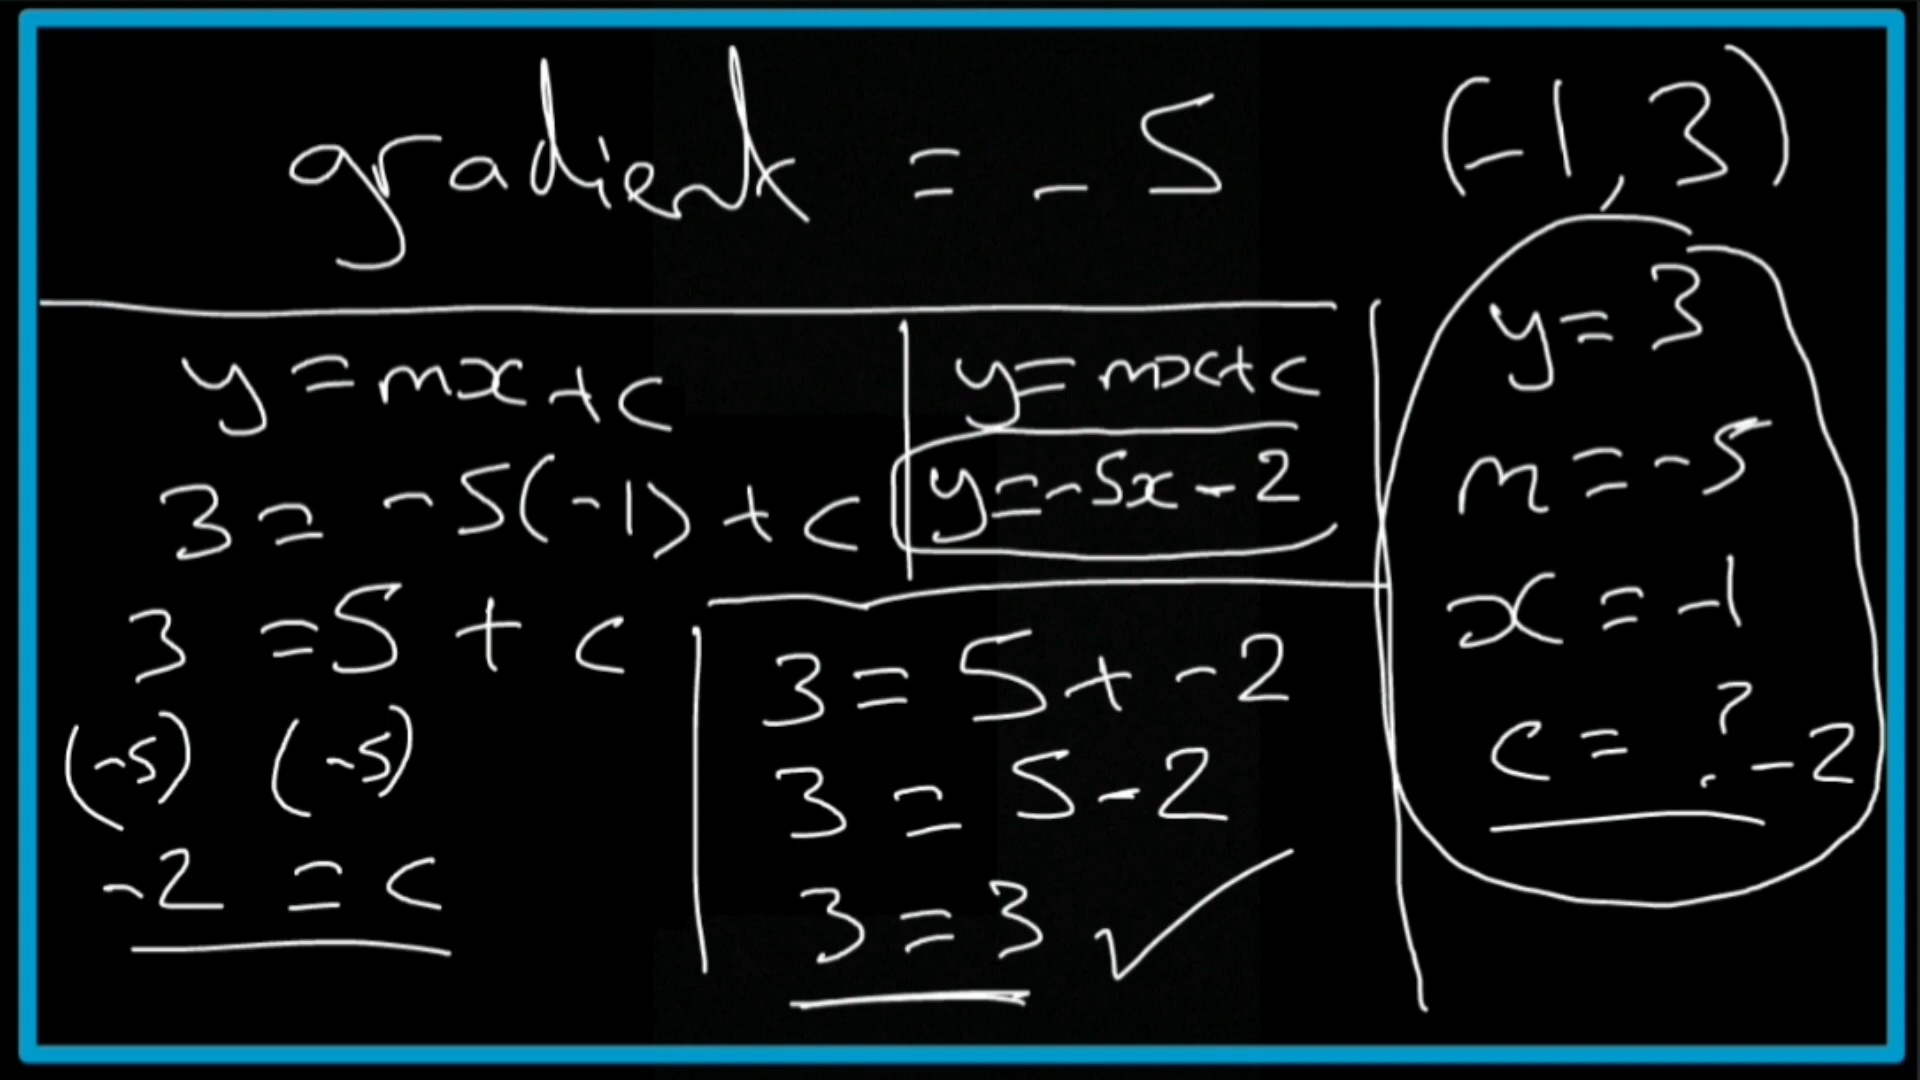 gradient = -5 (-1, 3)
y = mx + c
3 = -5(-1) + c
3 = 5 + c
(-5) (-5)
-2 = c
y = mx + c
y = -5x - 2
3 = 5 + -2
3 = 5 - 2
3 = 3 ✓
y = 3
m = -5
x = -1
c = ? -2